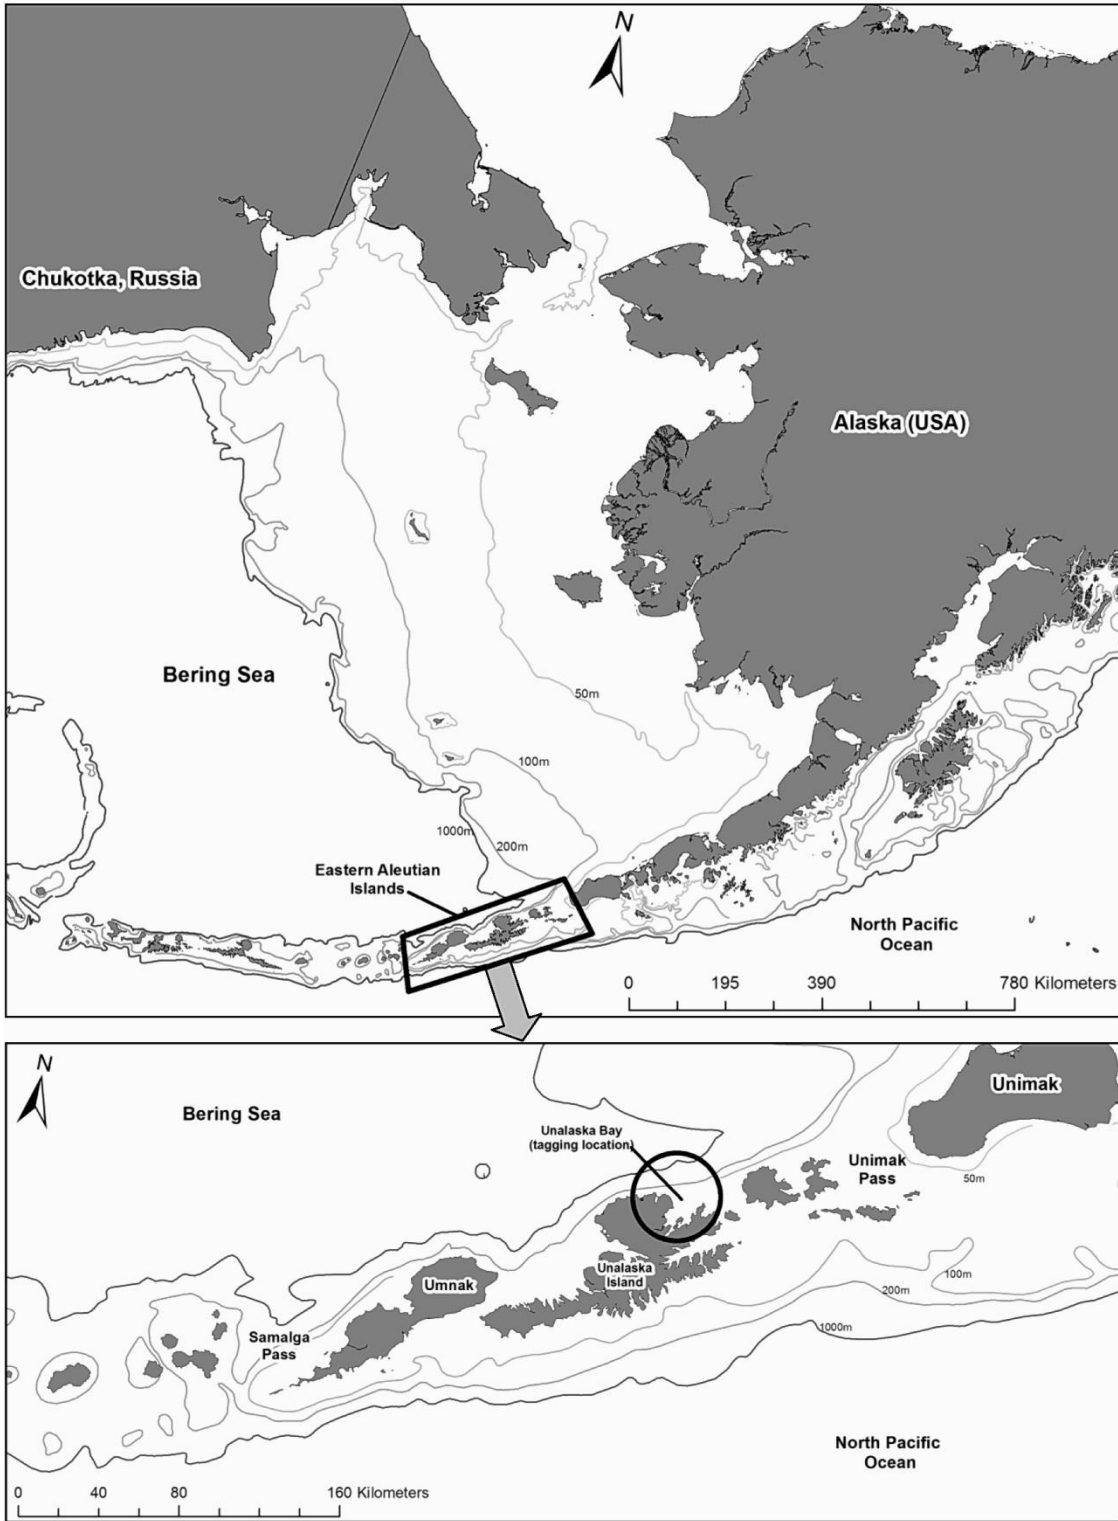 N
Chukotka, Russia
Alaska (USA)
Bering Sea
50m
100m
1000m
200m
Eastern Aleutian
Islands
North Pacific
Ocean
0 195 390 780 Kilometers
N
Bering Sea
Unimak
Unalaska Bay
(tagging location)
Unimak
Pass
50m
Umnak
Unalaska
Island
100m
200m
1000m
Samalga
Pass
North Pacific
Ocean
0 40 80 160 Kilometers